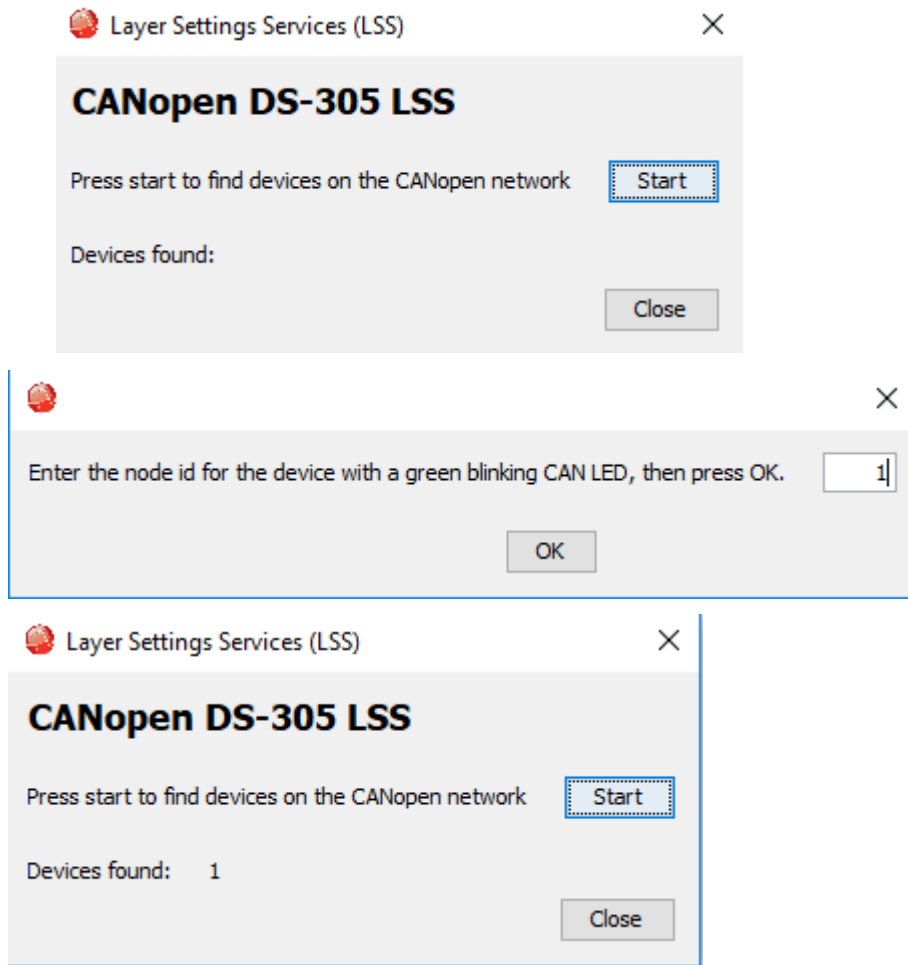 Layer Settings Services (LSS)
CANopen DS-305 LSS
Press start to find devices on the CANopen network Start
Devices found:
Close
Enter the node id for the device with a green blinking CAN LED, then press OK. 1
OK
Layer Settings Services (LSS)
CANopen DS-305 LSS
Press start to find devices on the CANopen network Start
Devices found: 1
Close